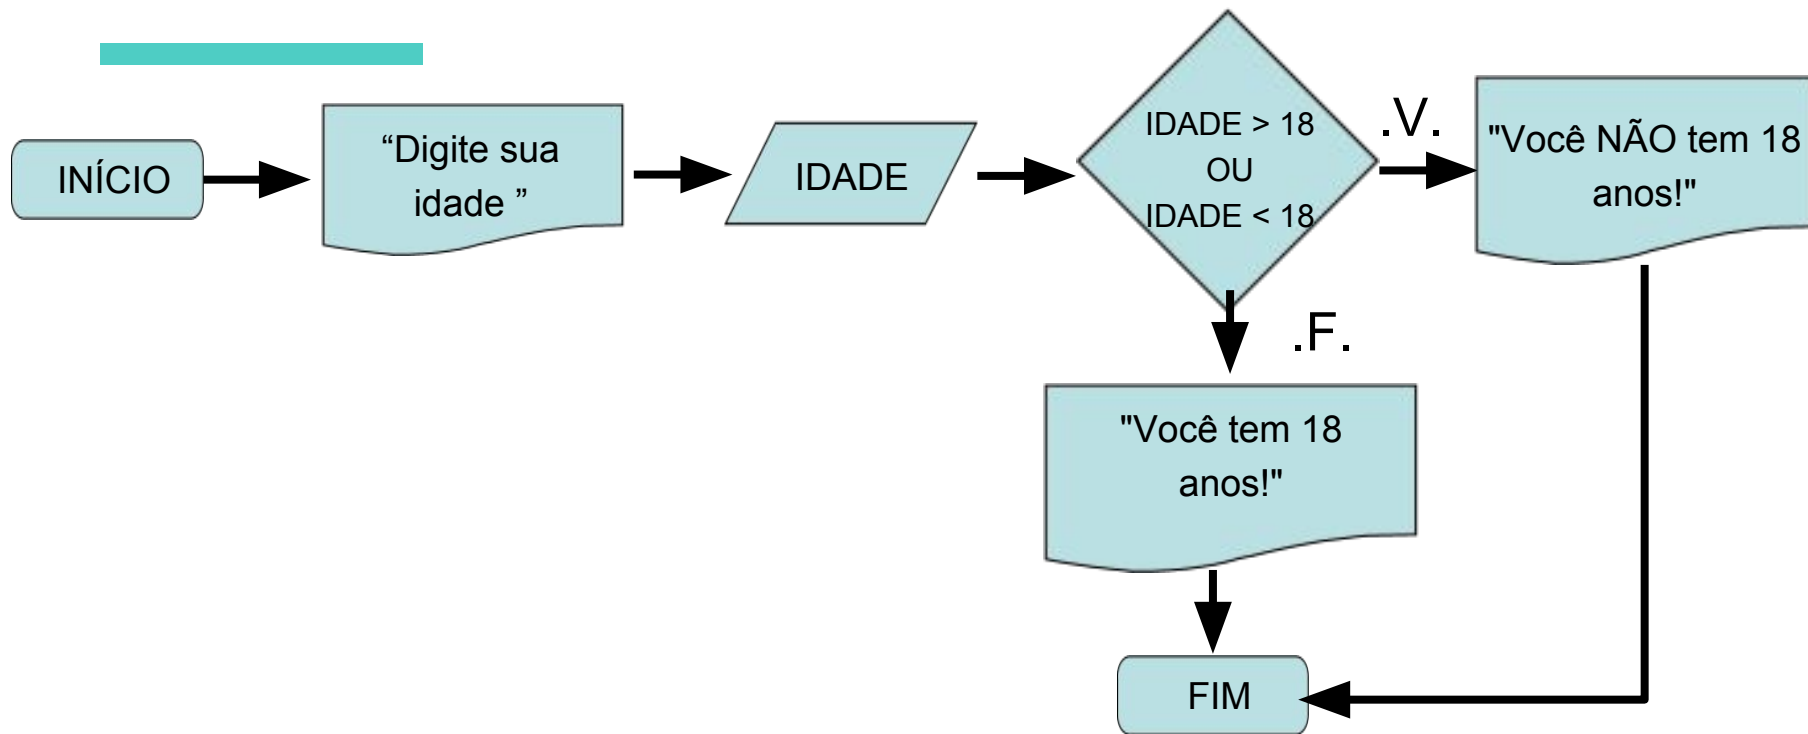 INÍCIO
“Digite sua
idade ”
IDADE
IDADE > 18
OU
IDADE < 18
.V.
"Você NÃO tem 18
anos!"
.F.
"Você tem 18
anos!"
FIM